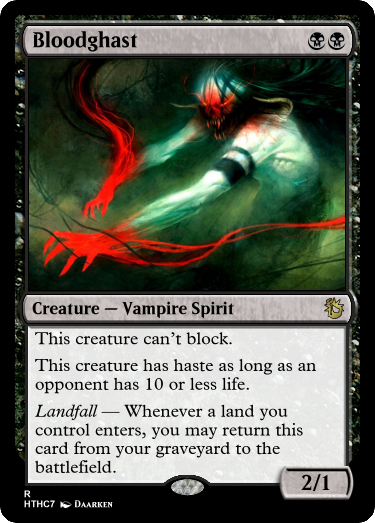 Bloodghast
Creature — Vampire Spirit
This creature can't block.
This creature has haste as long as an
opponent has 10 or less life.
Landfall — Whenever a land you
control enters, you may return this
card from your graveyard to the
battlefield.
2/1
R
HTHC7 Daarken